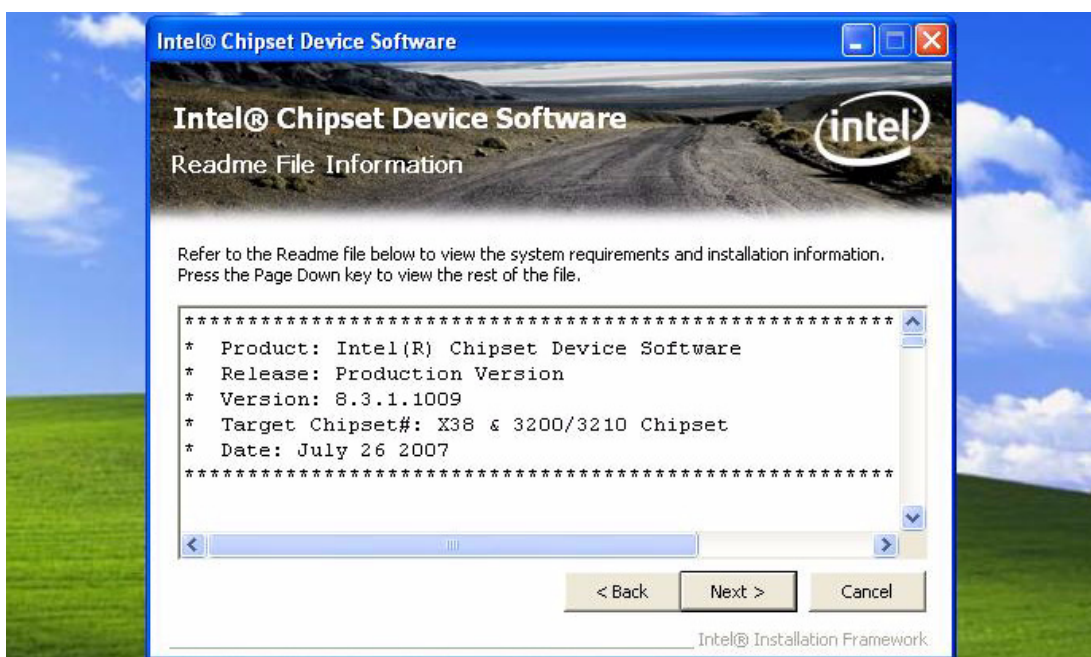 Intel® Chipset Device Software
Intel® Chipset Device Software
intel
Readme File Information
Refer to the Readme file below to view the system requirements and installation information.
Press the Page Down key to view the rest of the file.
*********************************************************
* Product: Intel(R) Chipset Device Software
* Release: Production Version
* Version: 8.3.1.1009
* Target Chipset#: X38 & 3200/3210 Chipset
* Date: July 26 2007
*********************************************************
< Back Next > Cancel
Intel® Installation Framework